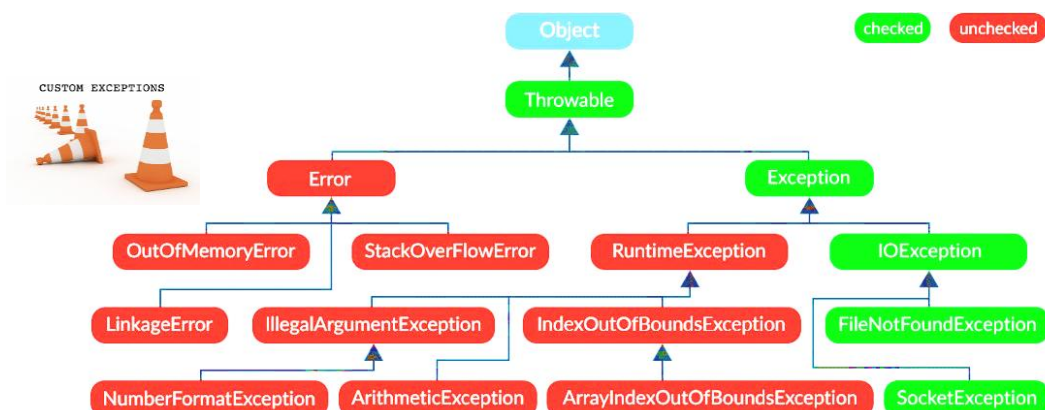 Object
checked
unchecked
CUSTOM EXCEPTIONS
Throwable
Error
Exception
OutOfMemoryError
StackOverFlowError
RuntimeException
IOException
LinkageError
IllegalArgumentException
IndexOutOfBoundsException
FileNotFoundException
NumberFormatException
ArithmeticException
ArrayIndexOutOfBoundsException
SocketException